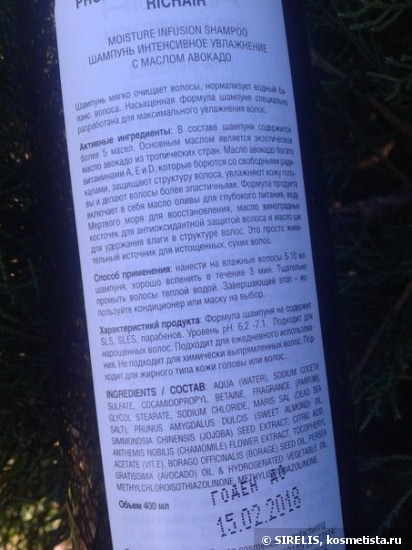 RICHAIR
MOISTURE INFUSION SHAMPOO
ШАМПУНЬ ИНТЕНСИВНОЕ УВЛАЖНЕНИЕ
С МАСЛОМ АВОКАДО
Шампунь мягко очищает волосы, нормализует водный ба-
ланс волоса. Насыщенная формула шампуня специально
разработана для максимального увлажнения волос.
Активные ингредиенты: В составе шампуня содержится
более 5 масел. Основным маслом является экзотическое
масло авокадо из тропических стран. Масло авокадо богато
витаминами А, Е и D, которые борются со свободными ради-
калами, защищают структуру волоса, увлажняют кожу голо-
вы и делают волосы более эластичными. Формула продукта
включает в себя масло оливы для глубокого питания, воду
Мертвого моря для восстановления, масло виноградных
косточек для антиоксидантной защитой волоса и масло ши
для удержания влаги в структуре волос. Это просто живи-
тельный источник для истощенных, сухих волос.
Способ применения: нанести на влажные волосы 5-10 мл
шампуня, хорошо вспенить в течение 3 мин. Тщательно
промыть волосы теплой водой. Завершающий этап – ис-
пользуйте кондиционер или маску на выбор.
Характеристики продукта: Формула шампуня не содержит
SLS, SLES, парабенов. Уровень pH: 6,2 -7,1. Подходит для
нарощенных волос. Подходит для ежедневного использова-
ния. Не подходит для химически выпрямленных волос. Под-
ходит для жирного типа кожи головы или волос.
INGREDIENTS / СОСТАВ: AQUA (WATER), SODIUM COCETH
SULFATE, COCAMIDOPROPYL BETAINE, FRAGRANCE (PARFUM),
GLYCOL STEARATE, SODIUM CHLORIDE, MARIS SAL (DEAD SEA
SALT), PRUNUS AMYGDALUS DULCIS (SWEET ALMOND) OIL,
SIMMONDSIA CHINENSIS (JOJOBA) SEED EXTRACT, CITRIC ACID,
ANTHEMIS NOBILIS (CHAMOMILE) FLOWER EXTRACT, TOCOPHERYL
ACETATE (VIT.E), BORAGO OFFICINALIS (BORAGE) SEED OIL, PERSEA
GRATISSIMA (AVOCADO) OIL & HYDROGENATED VEGETABLE OIL,
METHYLCHLOROISOTHIAZOLINONE, METHYLISOTHIAZOLINONE.
Объем 400 мл
ГОДЕН ДО
15.02.2018
© SIRELIS, kosmetista.ru